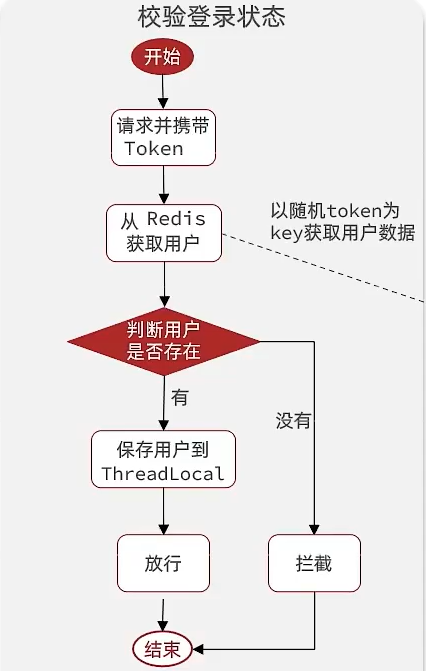 校验登录状态
开始
请求并携带
Token
从 Redis
获取用户
以随机token为
key获取用户数据
判断用户
是否存在
有
没有
保存用户到
ThreadLocal
放行
拦截
结束